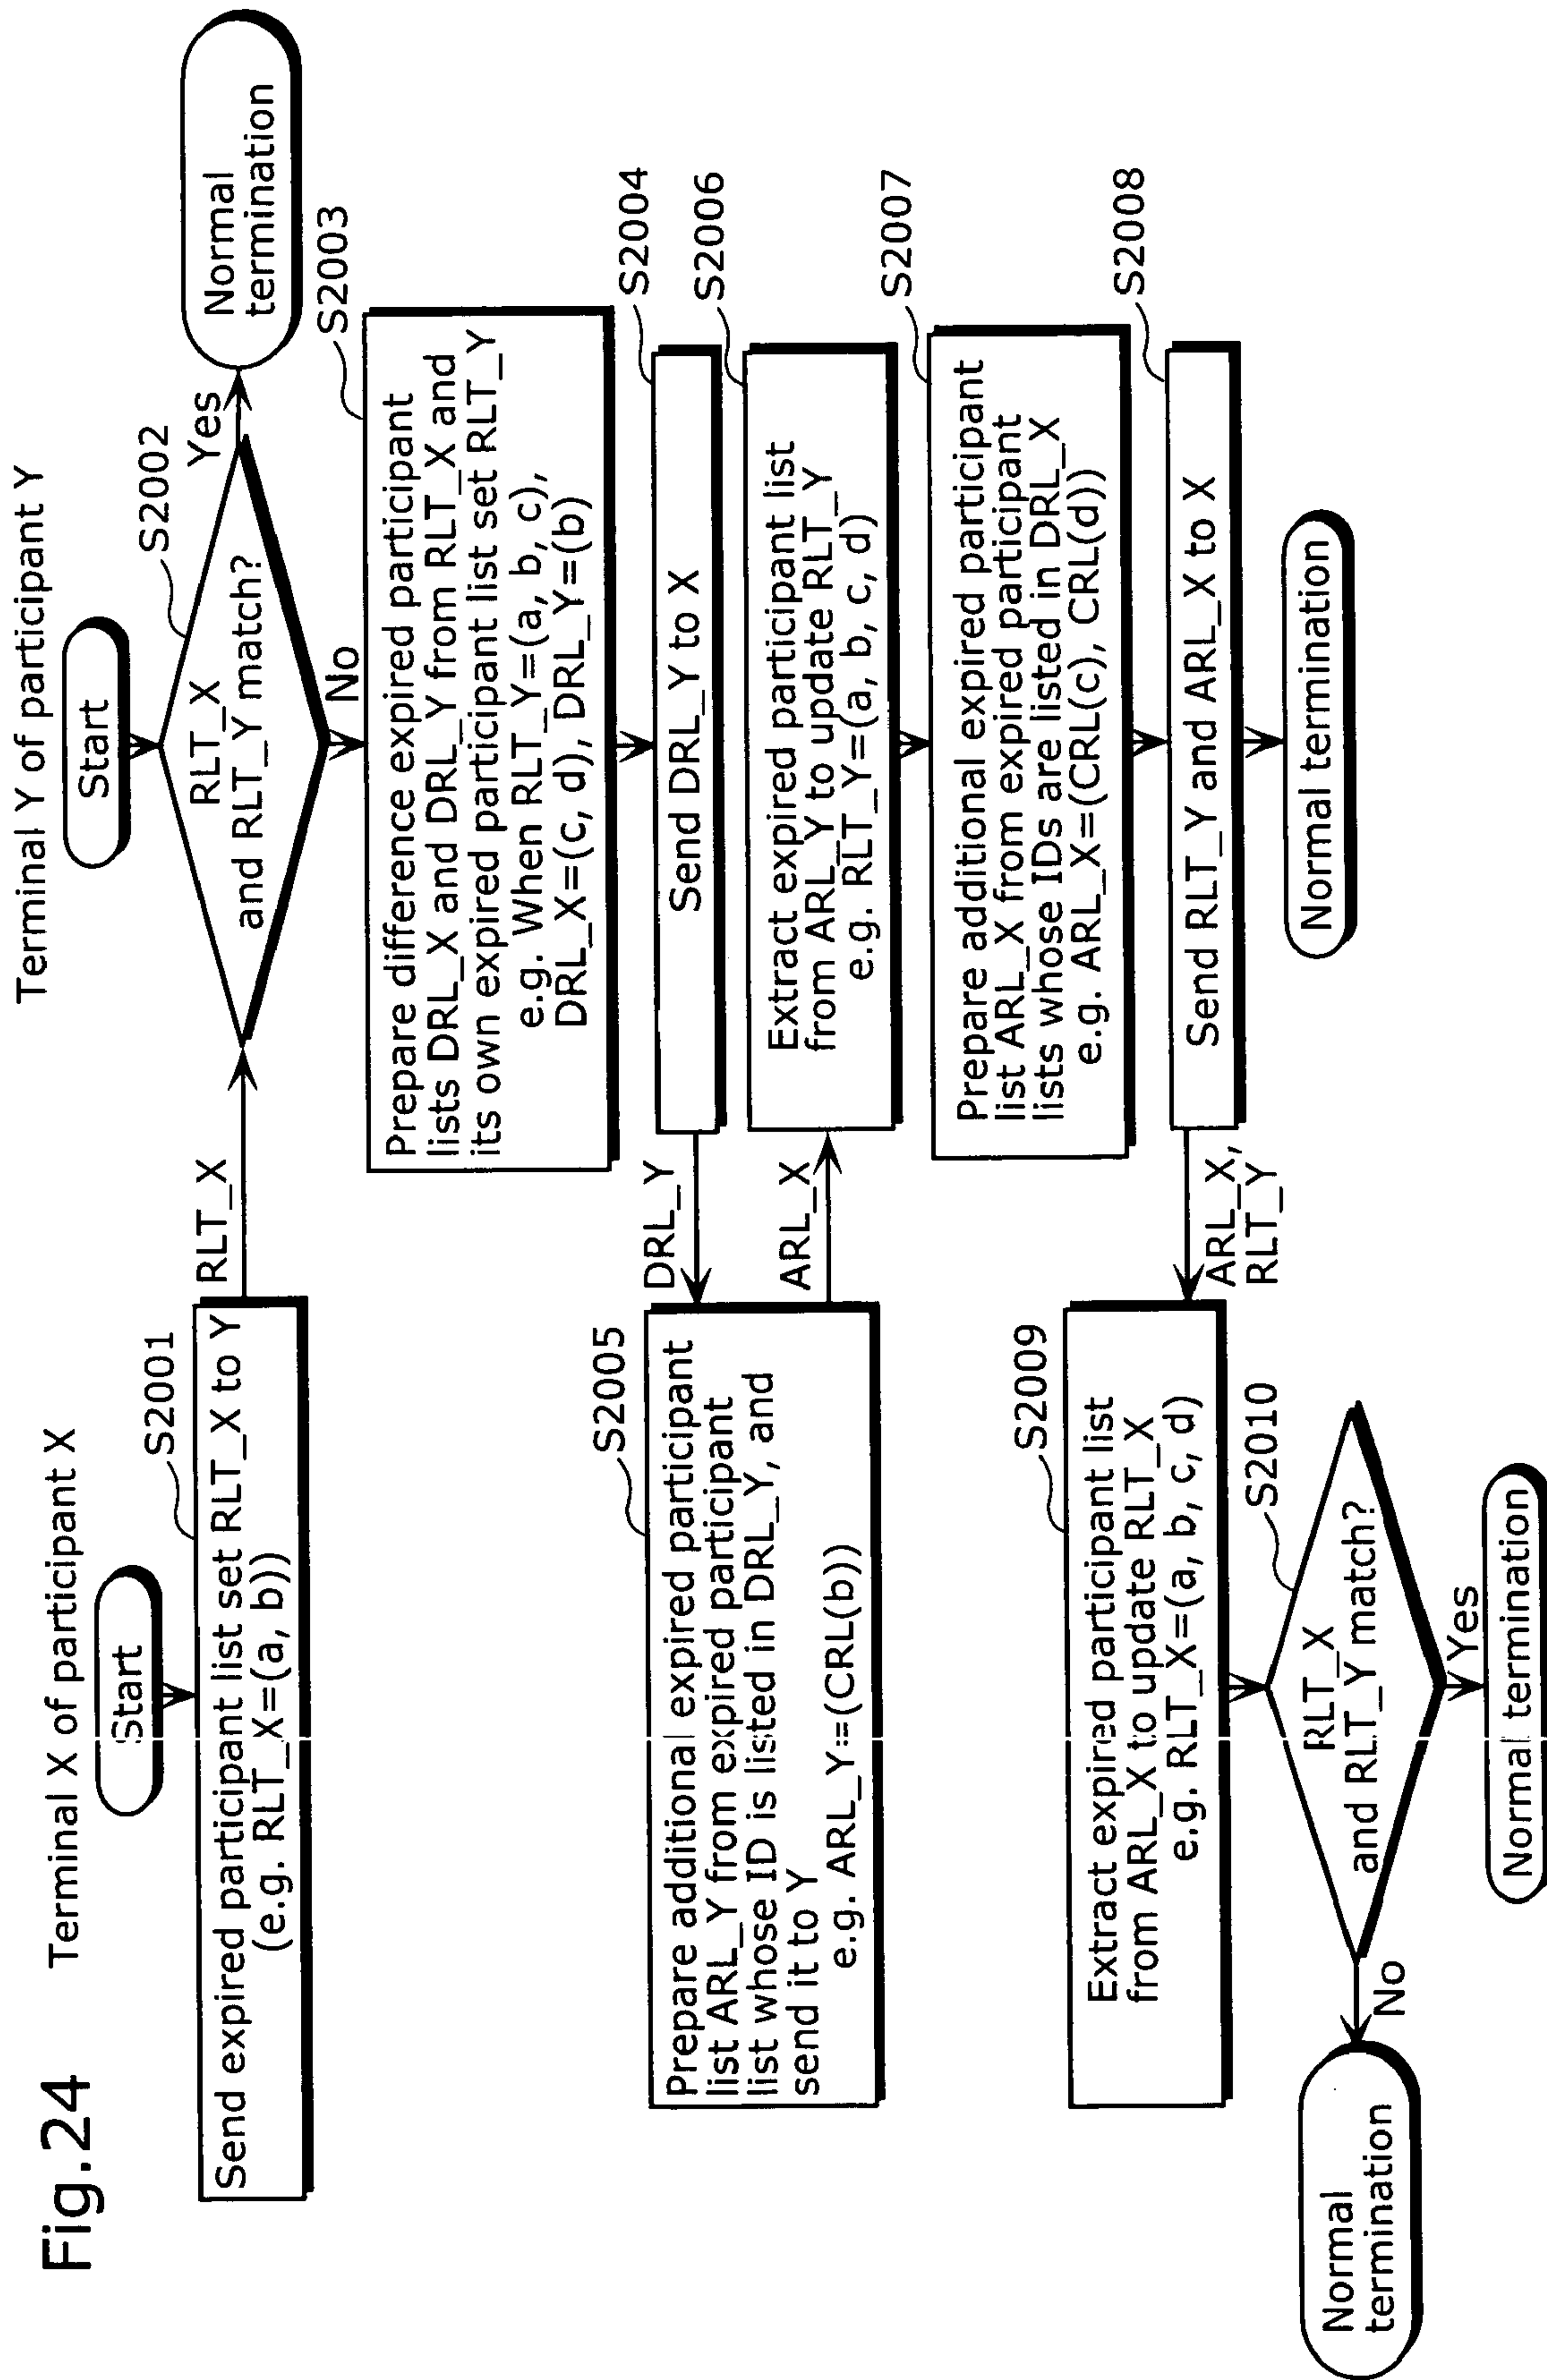 Fig.24
Terminal X of participant X
Start
S2001
Send expired participant list set RLT_X to Y
(e.g. RLT_X=(a, b))
RLT_X
Terminal Y of participant Y
Start
S2002
RLT_X
and RLT_Y match?
Yes
Normal
termination
No
S2003
Prepare difference expired participant
lists DRL_X and DRL_Y from RLT_X and
its own expired participant list set RLT_Y
e.g. When RLT_Y=(a, b, c),
DRL_X=(c, d), DRL_Y=(b)
S2004
Send DRL_Y to X
DRL_Y
S2005
Prepare additional expired participant
list ARL_Y from expired participant
list whose ID is listed in DRL_Y, and
send it to Y
e.g. ARL_Y=(CRL(b))
ARL_X
S2006
Extract expired participant list
from ARL_Y to update RLT_Y
e.g. RLT_Y=(a, b, c, d)
S2007
Prepare additional expired participant
list ARL_X from expired participant
lists whose IDs are listed in DRL_X
e.g. ARL_X=(CRL(c), CRL(d))
S2008
Send RLT_Y and ARL_X to X
Normal termination
ARL_X,
RLT_Y
S2009
Extract expired participant list
from ARL_X to update RLT_X
e.g. RLT_X=(a, b, c, d)
S2010
RLT_X
and RLT_Y match?
Yes
Normal termination
No
Normal
termination